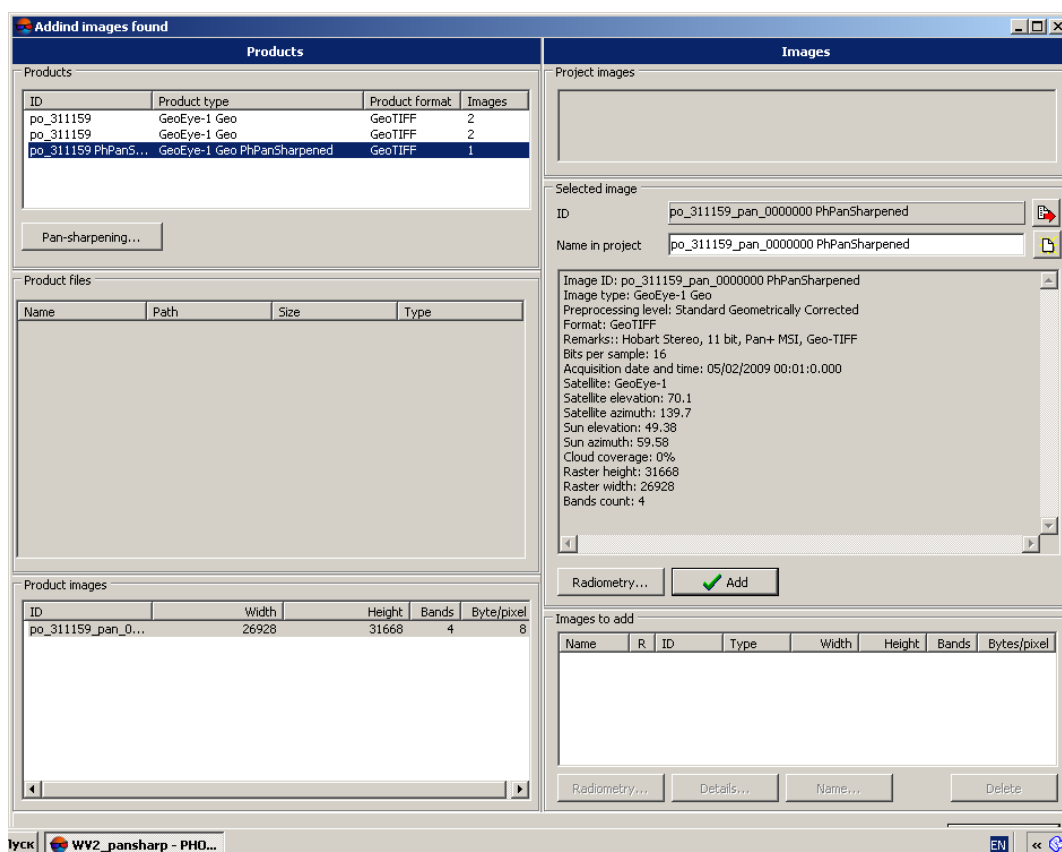 Addind images found
Products
Images
Products
ID Product type Product format Images
po_311159 GeoEye-1 Geo GeoTIFF 2
po_311159 GeoEye-1 Geo GeoTIFF 2
po_311159 PhPanS... GeoEye-1 Geo PhPanSharpened GeoTIFF 1
Pan-sharpening...
Product files
Name Path Size Type
Product images
ID Width Height Bands Byte/pixel
po_311159_pan_0... 26928 31668 4 8
Project images
Selected image
ID po_311159_pan_0000000 PhPanSharpened
Name in project po_311159_pan_0000000 PhPanSharpened
Image ID: po_311159_pan_0000000 PhPanSharpened
Image type: GeoEye-1 Geo
Preprocessing level: Standard Geometrically Corrected
Format: GeoTIFF
Remarks:: Hobart Stereo, 11 bit, Pan+ MSI, Geo-TIFF
Bits per sample: 16
Acquisition date and time: 05/02/2009 00:01:0.000
Satellite: GeoEye-1
Satellite elevation: 70.1
Satellite azimuth: 139.7
Sun elevation: 49.38
Sun azimuth: 59.58
Cloud coverage: 0%
Raster height: 31668
Raster width: 26928
Bands count: 4
Radiometry... Add
Images to add
Name R ID Type Width Height Bands Bytes/pixel
Radiometry... Details... Name... Delete
Пуск WV2_pansharp - PHO... EN «